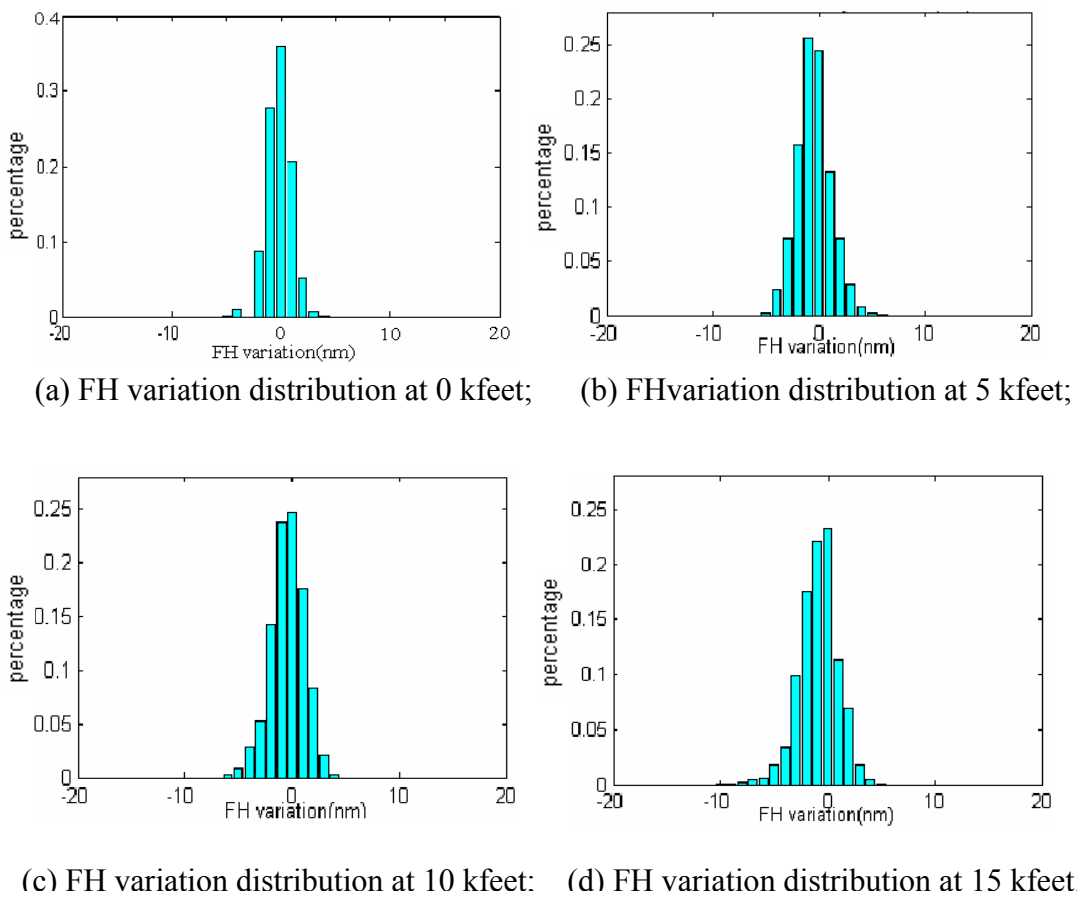 0.4
0.3
0.2
0.1
0
-20 -10 0 10 20
percentage
FH variation(nm)
0.25
0.2
0.15
0.1
0.05
0
-20 -10 0 10 20
percentage
FH variation(nm)
(a) FH variation distribution at 0 kfeet; (b) FHvariation distribution at 5 kfeet;
0.25
0.2
0.15
0.1
0.05
0
-20 -10 0 10 20
percentage
FH variation(nm)
0.25
0.2
0.15
0.1
0.05
0
-20 -10 0 10 20
percentage
FH variation(nm)
(c) FH variation distribution at 10 kfeet; (d) FH variation distribution at 15 kfeet.